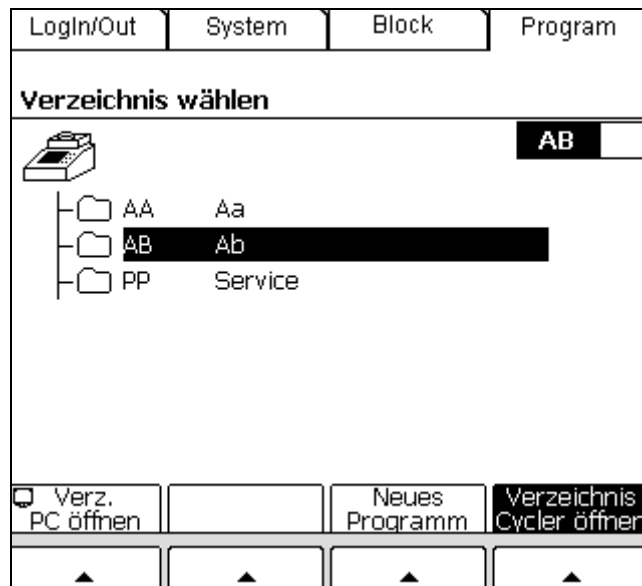 LogIn/Out System Block Program
Verzeichnis wählen
AB
AA Aa
AB Ab
PP Service
Verz. Neues Verzeichnis
PC öffnen Programm Cycler öffnen